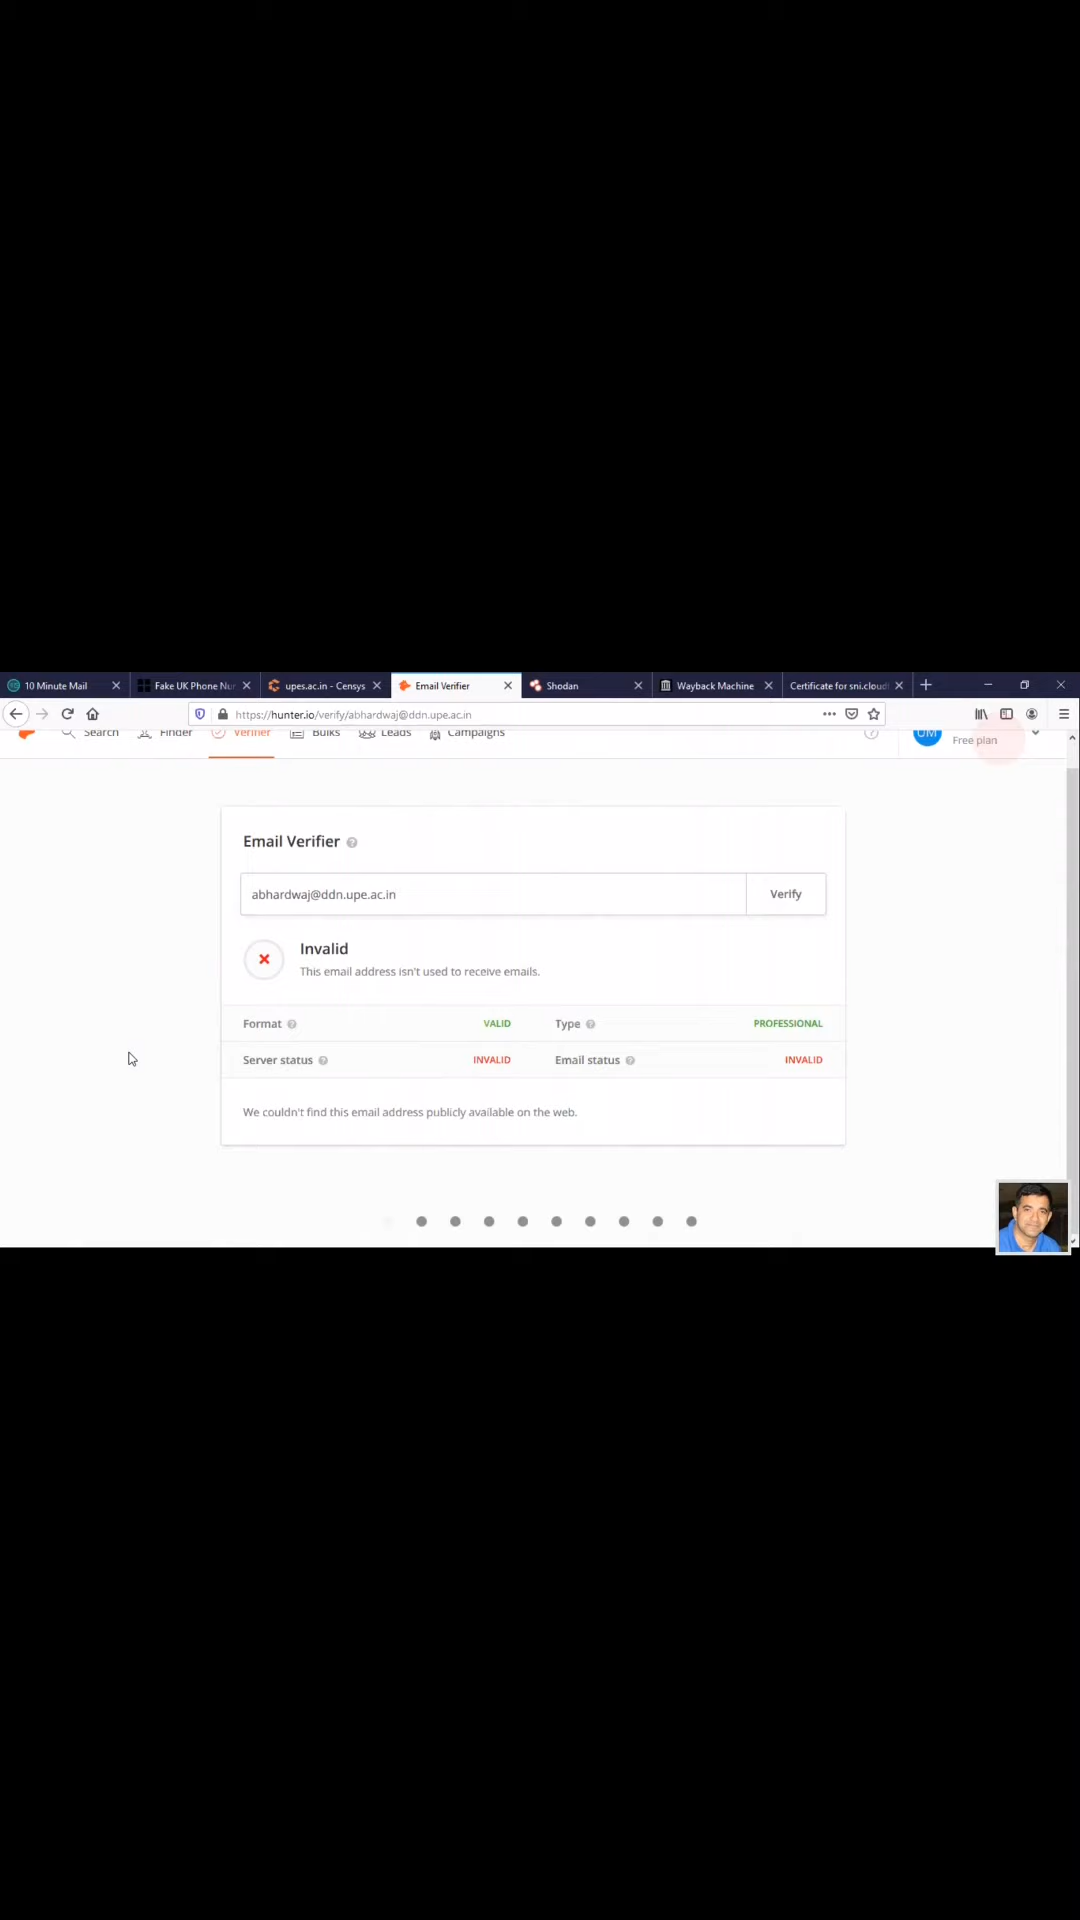 10 Minute Mail
Fake UK Phone Nu
upes.ac.in - Censys
Email Verifier
Shodan
Wayback Machine
Certificate for sni.cloudf
https://hunter.io/verify/abhardwaj@ddn.upe.ac.in
Search
Finder
Verifier
Bulks
Leads
Campaigns
UM
Free plan
Email Verifier
abhardwaj@ddn.upe.ac.in
Verify
Invalid
This email address isn't used to receive emails.
Format VALID Type PROFESSIONAL
Server status INVALID Email status INVALID
We couldn't find this email address publicly available on the web.